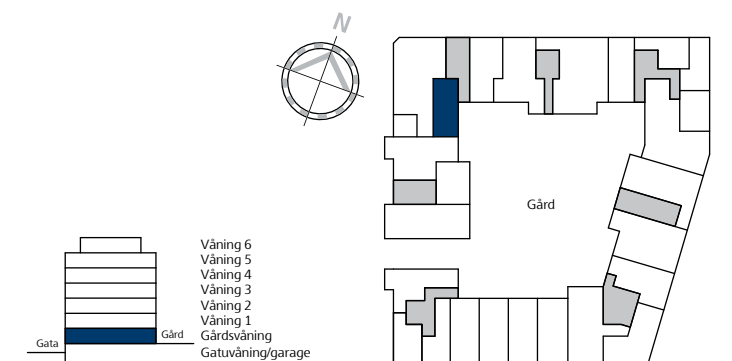 N
Gård
Våning 6
Våning 5
Våning 4
Våning 3
Våning 2
Våning 1
Gata
Gård
Gårdsvåning
Gatuvåning/garage